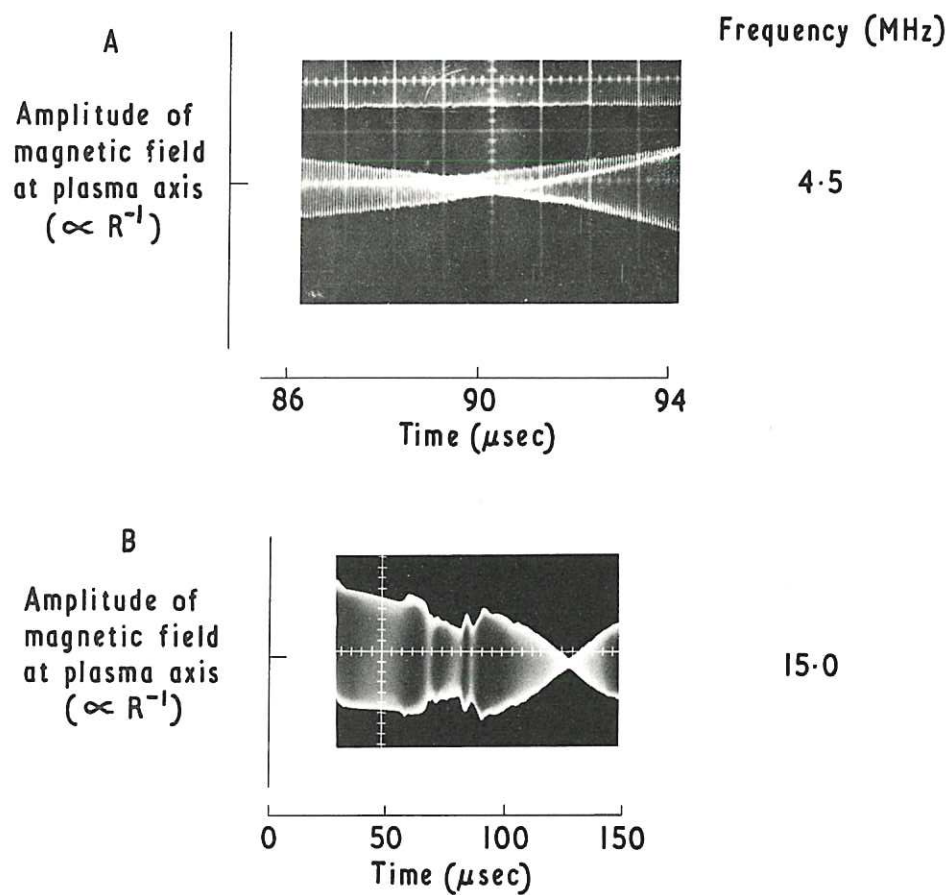 A
Frequency (MHz)
Amplitude of
magnetic field
at plasma axis
(∝ R⁻¹)
4·5
86 90 94
Time (μsec)
B
Amplitude of
magnetic field
at plasma axis
(∝ R⁻¹)
15·0
0 50 100 150
Time (μsec)